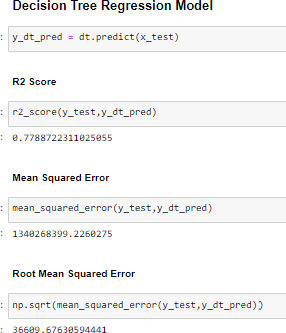 Decision Tree Regression Model
: y_dt_pred = dt.predict(x_test)
R2 Score
: r2_score(y_test,y_dt_pred)
: 0.7788722311025055
Mean Squared Error
: mean_squared_error(y_test,y_dt_pred)
: 1340268399.2260275
Root Mean Squared Error
: np.sqrt(mean_squared_error(y_test,y_dt_pred))
: 36609.67630594441